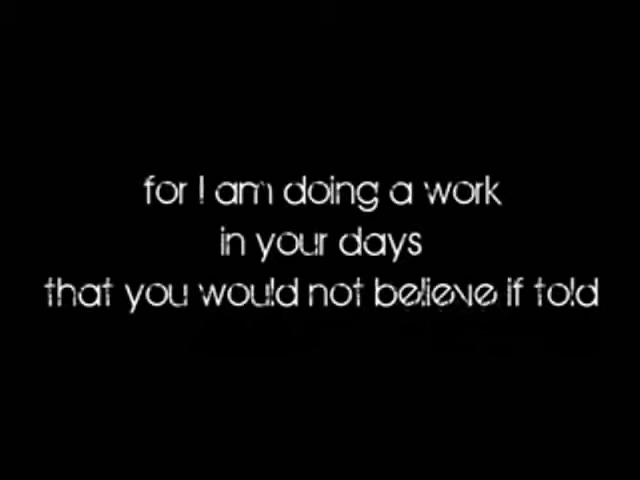 for I am doing a work
in your days
that you would not believe if told